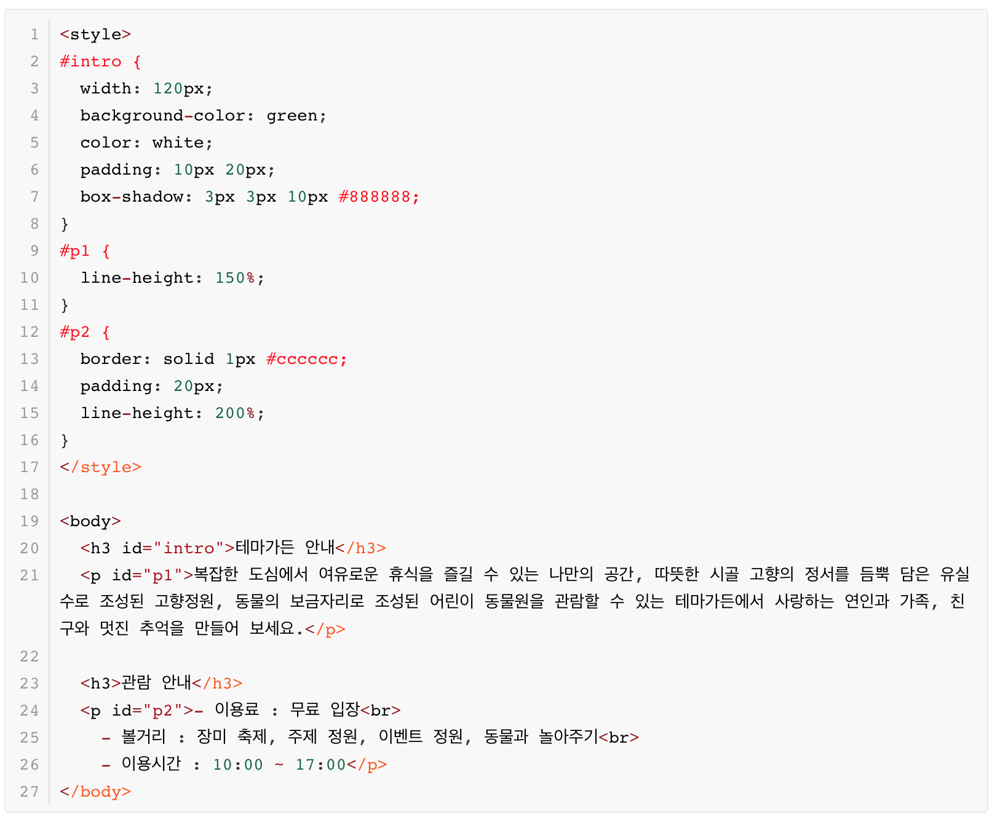 1 <style>
2 #intro {
3   width: 120px;
4   background-color: green;
5   color: white;
6   padding: 10px 20px;
7   box-shadow: 3px 3px 10px #888888;
8 }
9 #p1 {
10   line-height: 150%;
11 }
12 #p2 {
13   border: solid 1px #cccccc;
14   padding: 20px;
15   line-height: 200%;
16 }
17 </style>
18
19 <body>
20   <h3 id="intro">테마가든 안내</h3>
21   <p id="p1">복잡한 도심에서 여유로운 휴식을 즐길 수 있는 나만의 공간, 따뜻한 시골 고향의 정서를 듬뿍 담은 유실
수로 조성된 고향정원, 동물의 보금자리로 조성된 어린이 동물원을 관람할 수 있는 테마가든에서 사랑하는 연인과 가족, 친
구와 멋진 추억을 만들어 보세요.</p>
22
23   <h3>관람 안내</h3>
24   <p id="p2">- 이용료 : 무료 입장<br>
25     - 볼거리 : 장미 축제, 주제 정원, 이벤트 정원, 동물과 놀아주기<br>
26     - 이용시간 : 10:00 ~ 17:00</p>
27 </body>